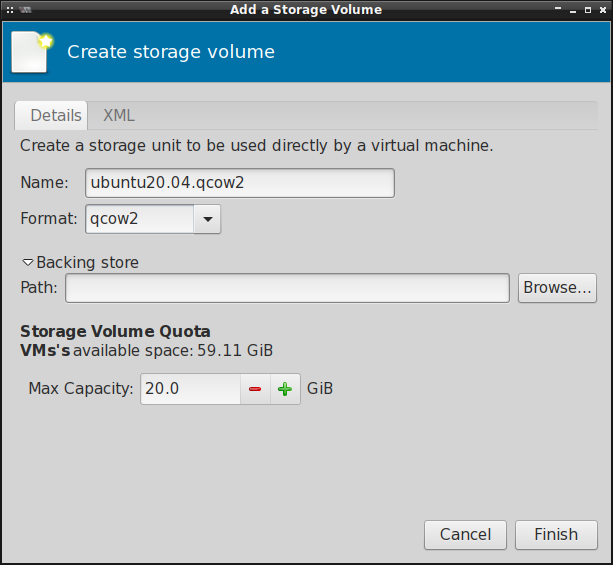 Add a Storage Volume
Create storage volume
Details XML
Create a storage unit to be used directly by a virtual machine.
Name: ubuntu20.04.qcow2
Format: qcow2
Backing store
Path: Browse...
Storage Volume Quota
VMs's available space: 59.11 GiB
Max Capacity: 20.0 GiB
Cancel Finish